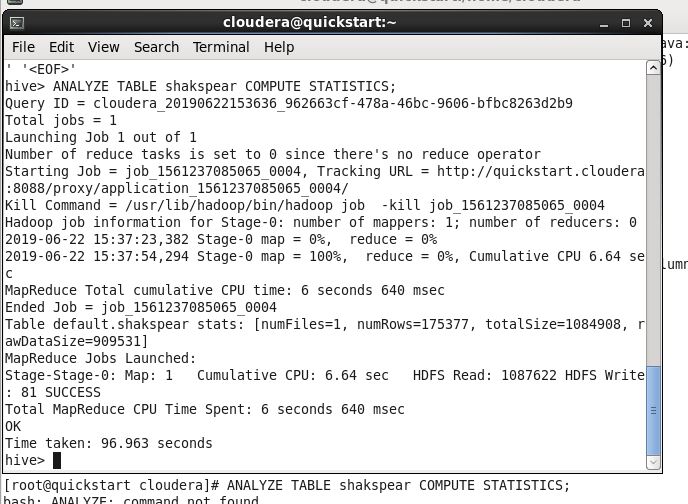 cloudera@quickstart:~
File Edit View Search Terminal Help
' '<EOF>'
hive> ANALYZE TABLE shakspear COMPUTE STATISTICS;
Query ID = cloudera_20190622153636_962663cf-478a-46bc-9606-bfbc8263d2b9
Total jobs = 1
Launching Job 1 out of 1
Number of reduce tasks is set to 0 since there's no reduce operator
Starting Job = job_1561237085065_0004, Tracking URL = http://quickstart.cloudera
:8088/proxy/application_1561237085065_0004/
Kill Command = /usr/lib/hadoop/bin/hadoop job  -kill job_1561237085065_0004
Hadoop job information for Stage-0: number of mappers: 1; number of reducers: 0
2019-06-22 15:37:23,382 Stage-0 map = 0%,  reduce = 0%
2019-06-22 15:37:54,294 Stage-0 map = 100%,  reduce = 0%, Cumulative CPU 6.64 se
c
MapReduce Total cumulative CPU time: 6 seconds 640 msec
Ended Job = job_1561237085065_0004
Table default.shakspear stats: [numFiles=1, numRows=175377, totalSize=1084908, r
awDataSize=909531]
MapReduce Jobs Launched:
Stage-Stage-0: Map: 1   Cumulative CPU: 6.64 sec   HDFS Read: 1087622 HDFS Write
: 81 SUCCESS
Total MapReduce CPU Time Spent: 6 seconds 640 msec
OK
Time taken: 96.963 seconds
hive>
[root@quickstart cloudera]# ANALYZE TABLE shakspear COMPUTE STATISTICS;
bash: ANALYZE: command not found